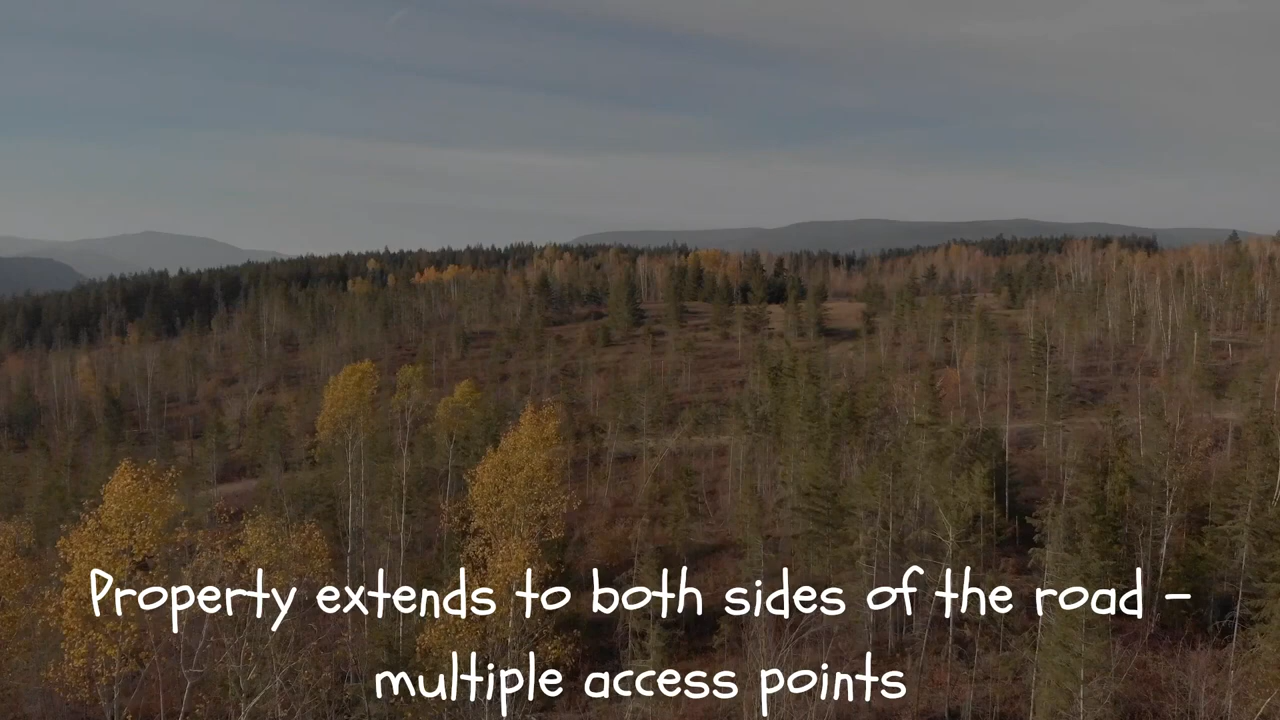 Property extends to both sides of the road –
multiple access points